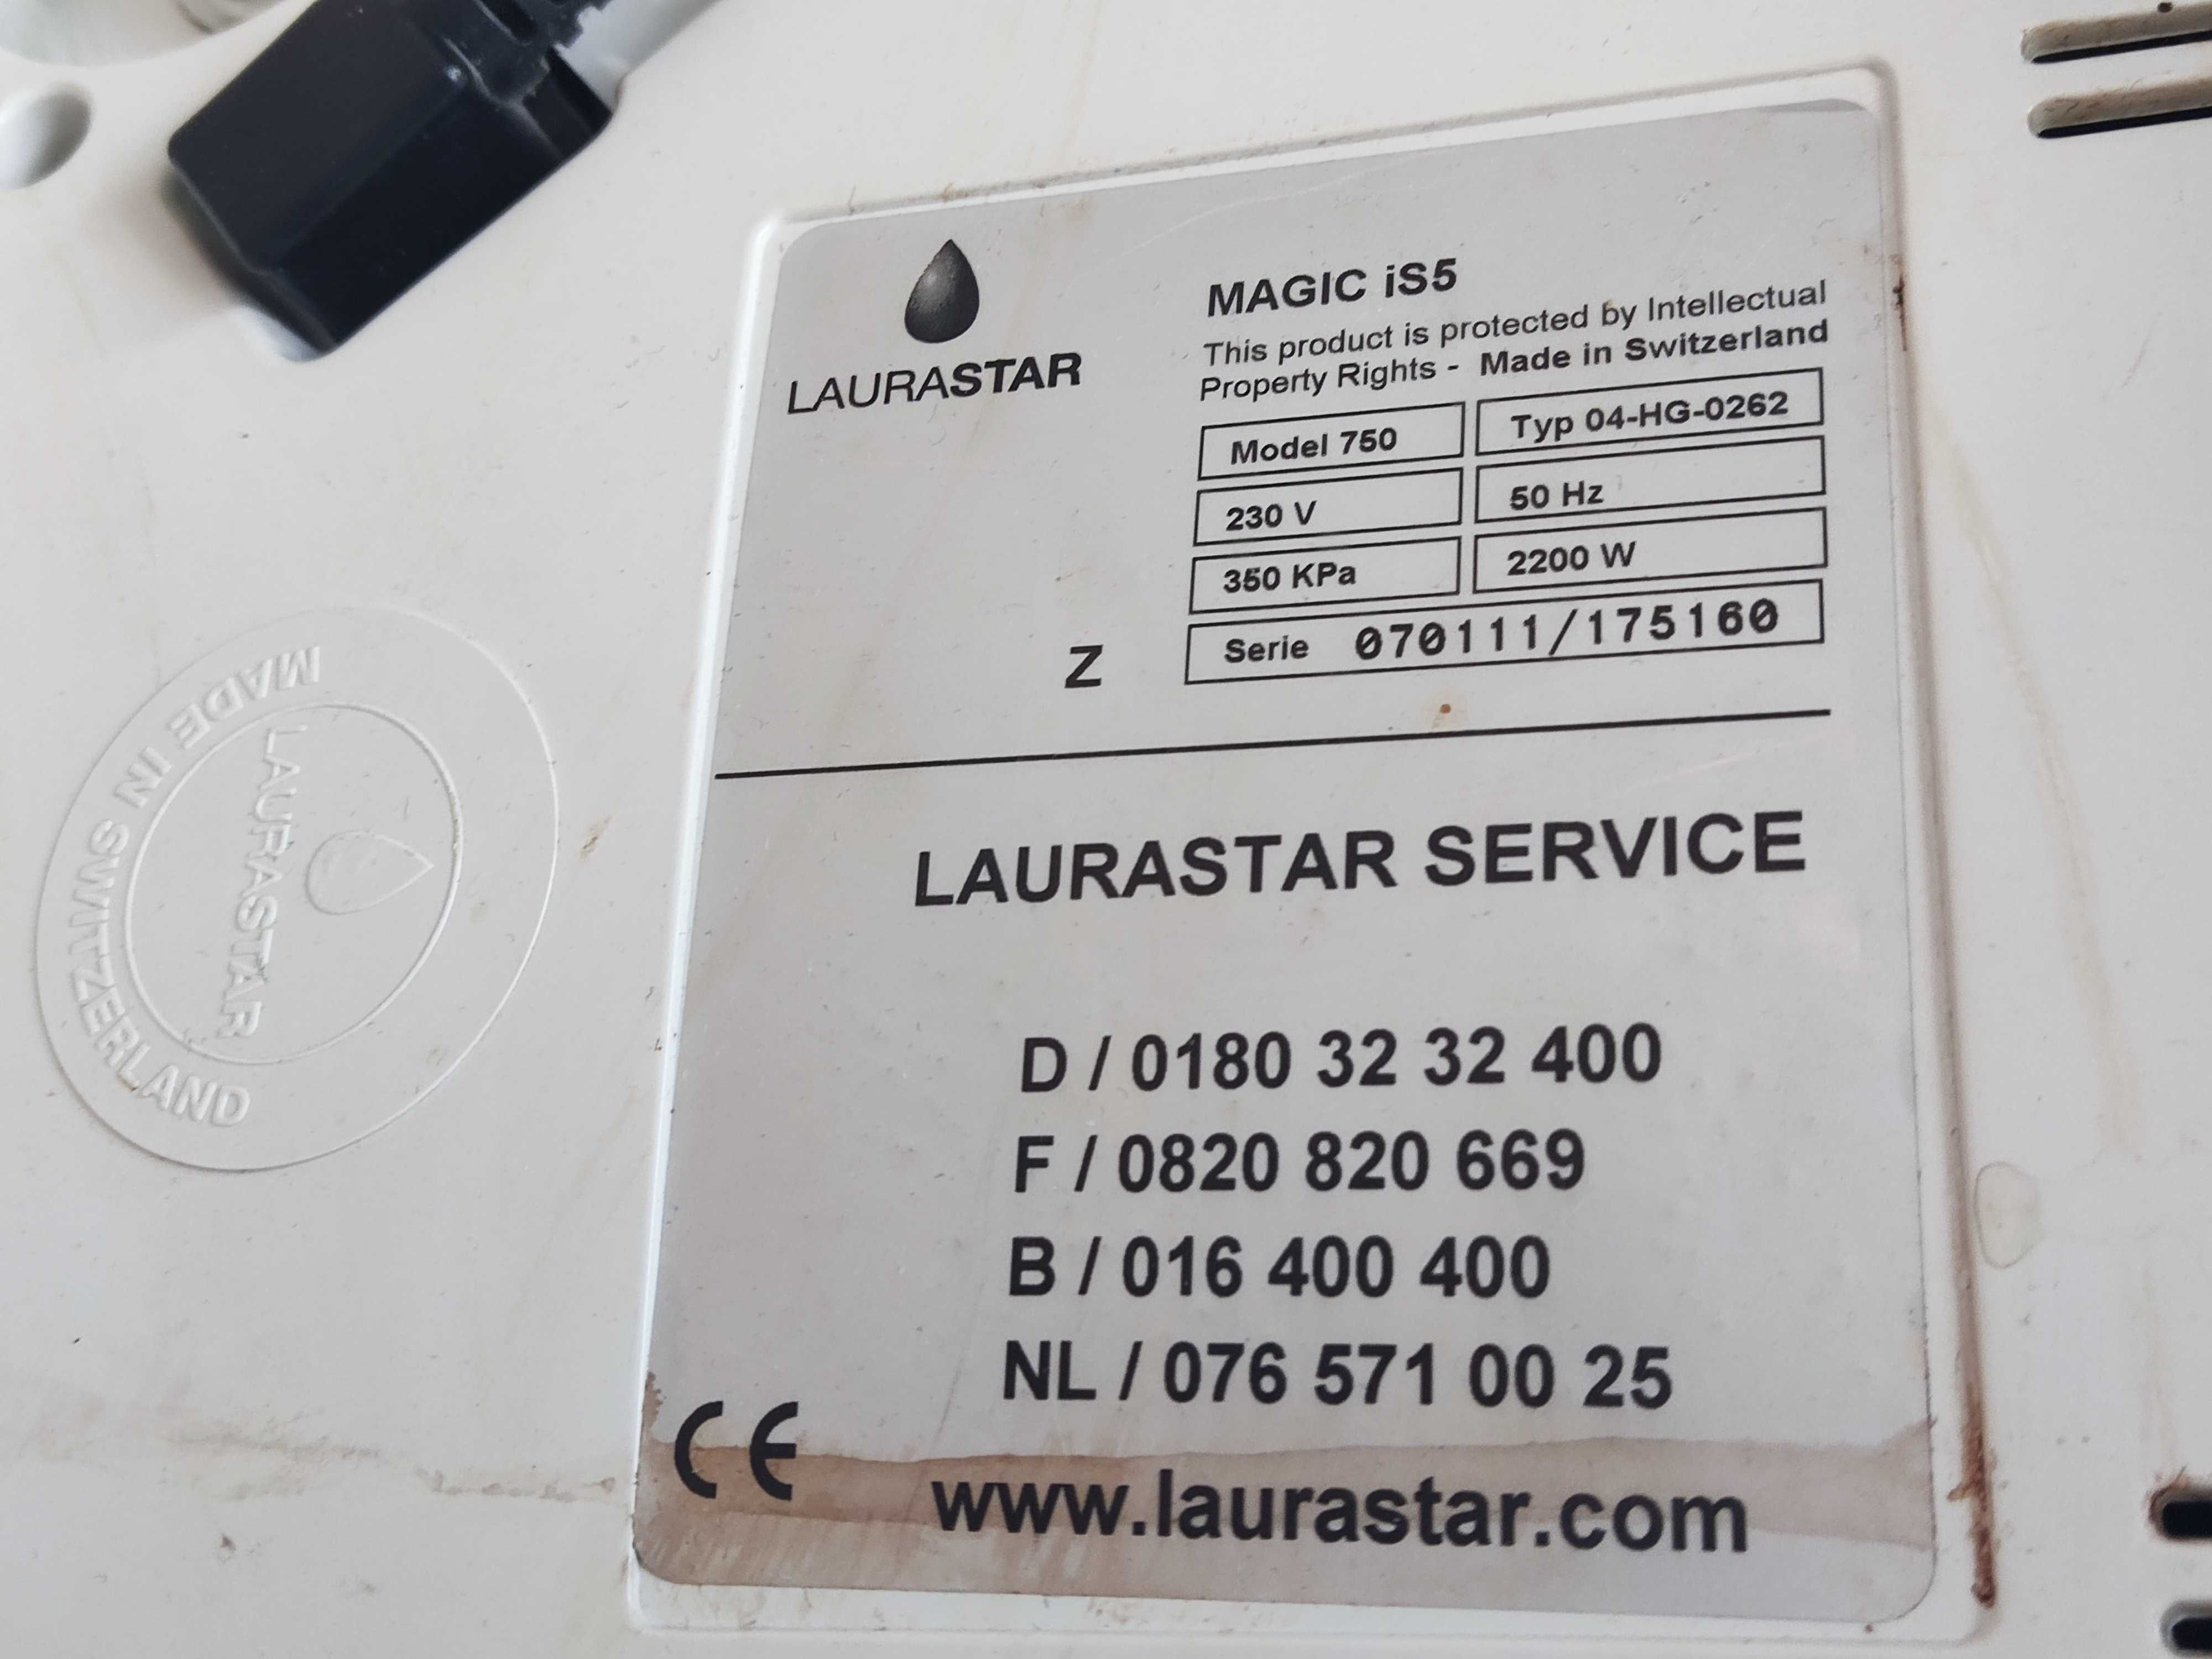 LAURASTAR
MAGIC iS5
This product is protected by Intellectual
Property Rights - Made in Switzerland
Model 750 Typ 04-HG-0262
230 V 50 Hz
350 KPa 2200 W
Z Serie 070111/175160
LAURASTAR SERVICE
D / 0180 32 32 400
F / 0820 820 669
B / 016 400 400
NL / 076 571 00 25
CE www.laurastar.com
MADE IN SWITZERLAND
LAURASTAR